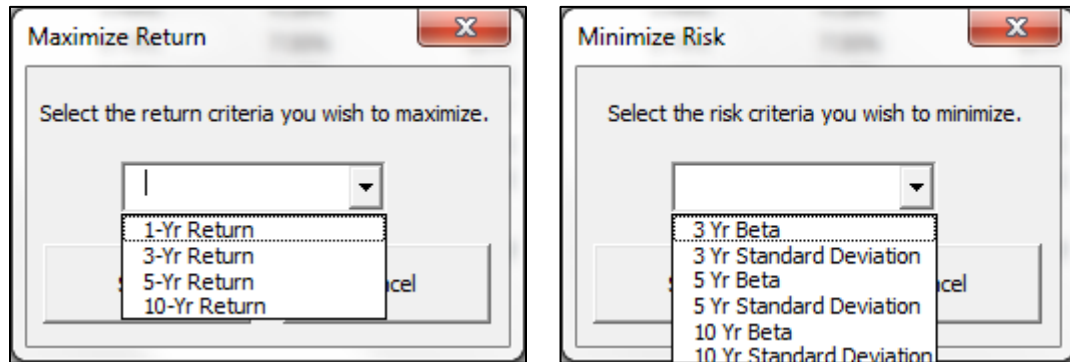 Maximize Return
Select the return criteria you wish to maximize.
1-Yr Return
3-Yr Return
5-Yr Return
10-Yr Return
Minimize Risk
Select the risk criteria you wish to minimize.
3 Yr Beta
3 Yr Standard Deviation
5 Yr Beta
5 Yr Standard Deviation
10 Yr Beta
10 Yr Standard Deviation